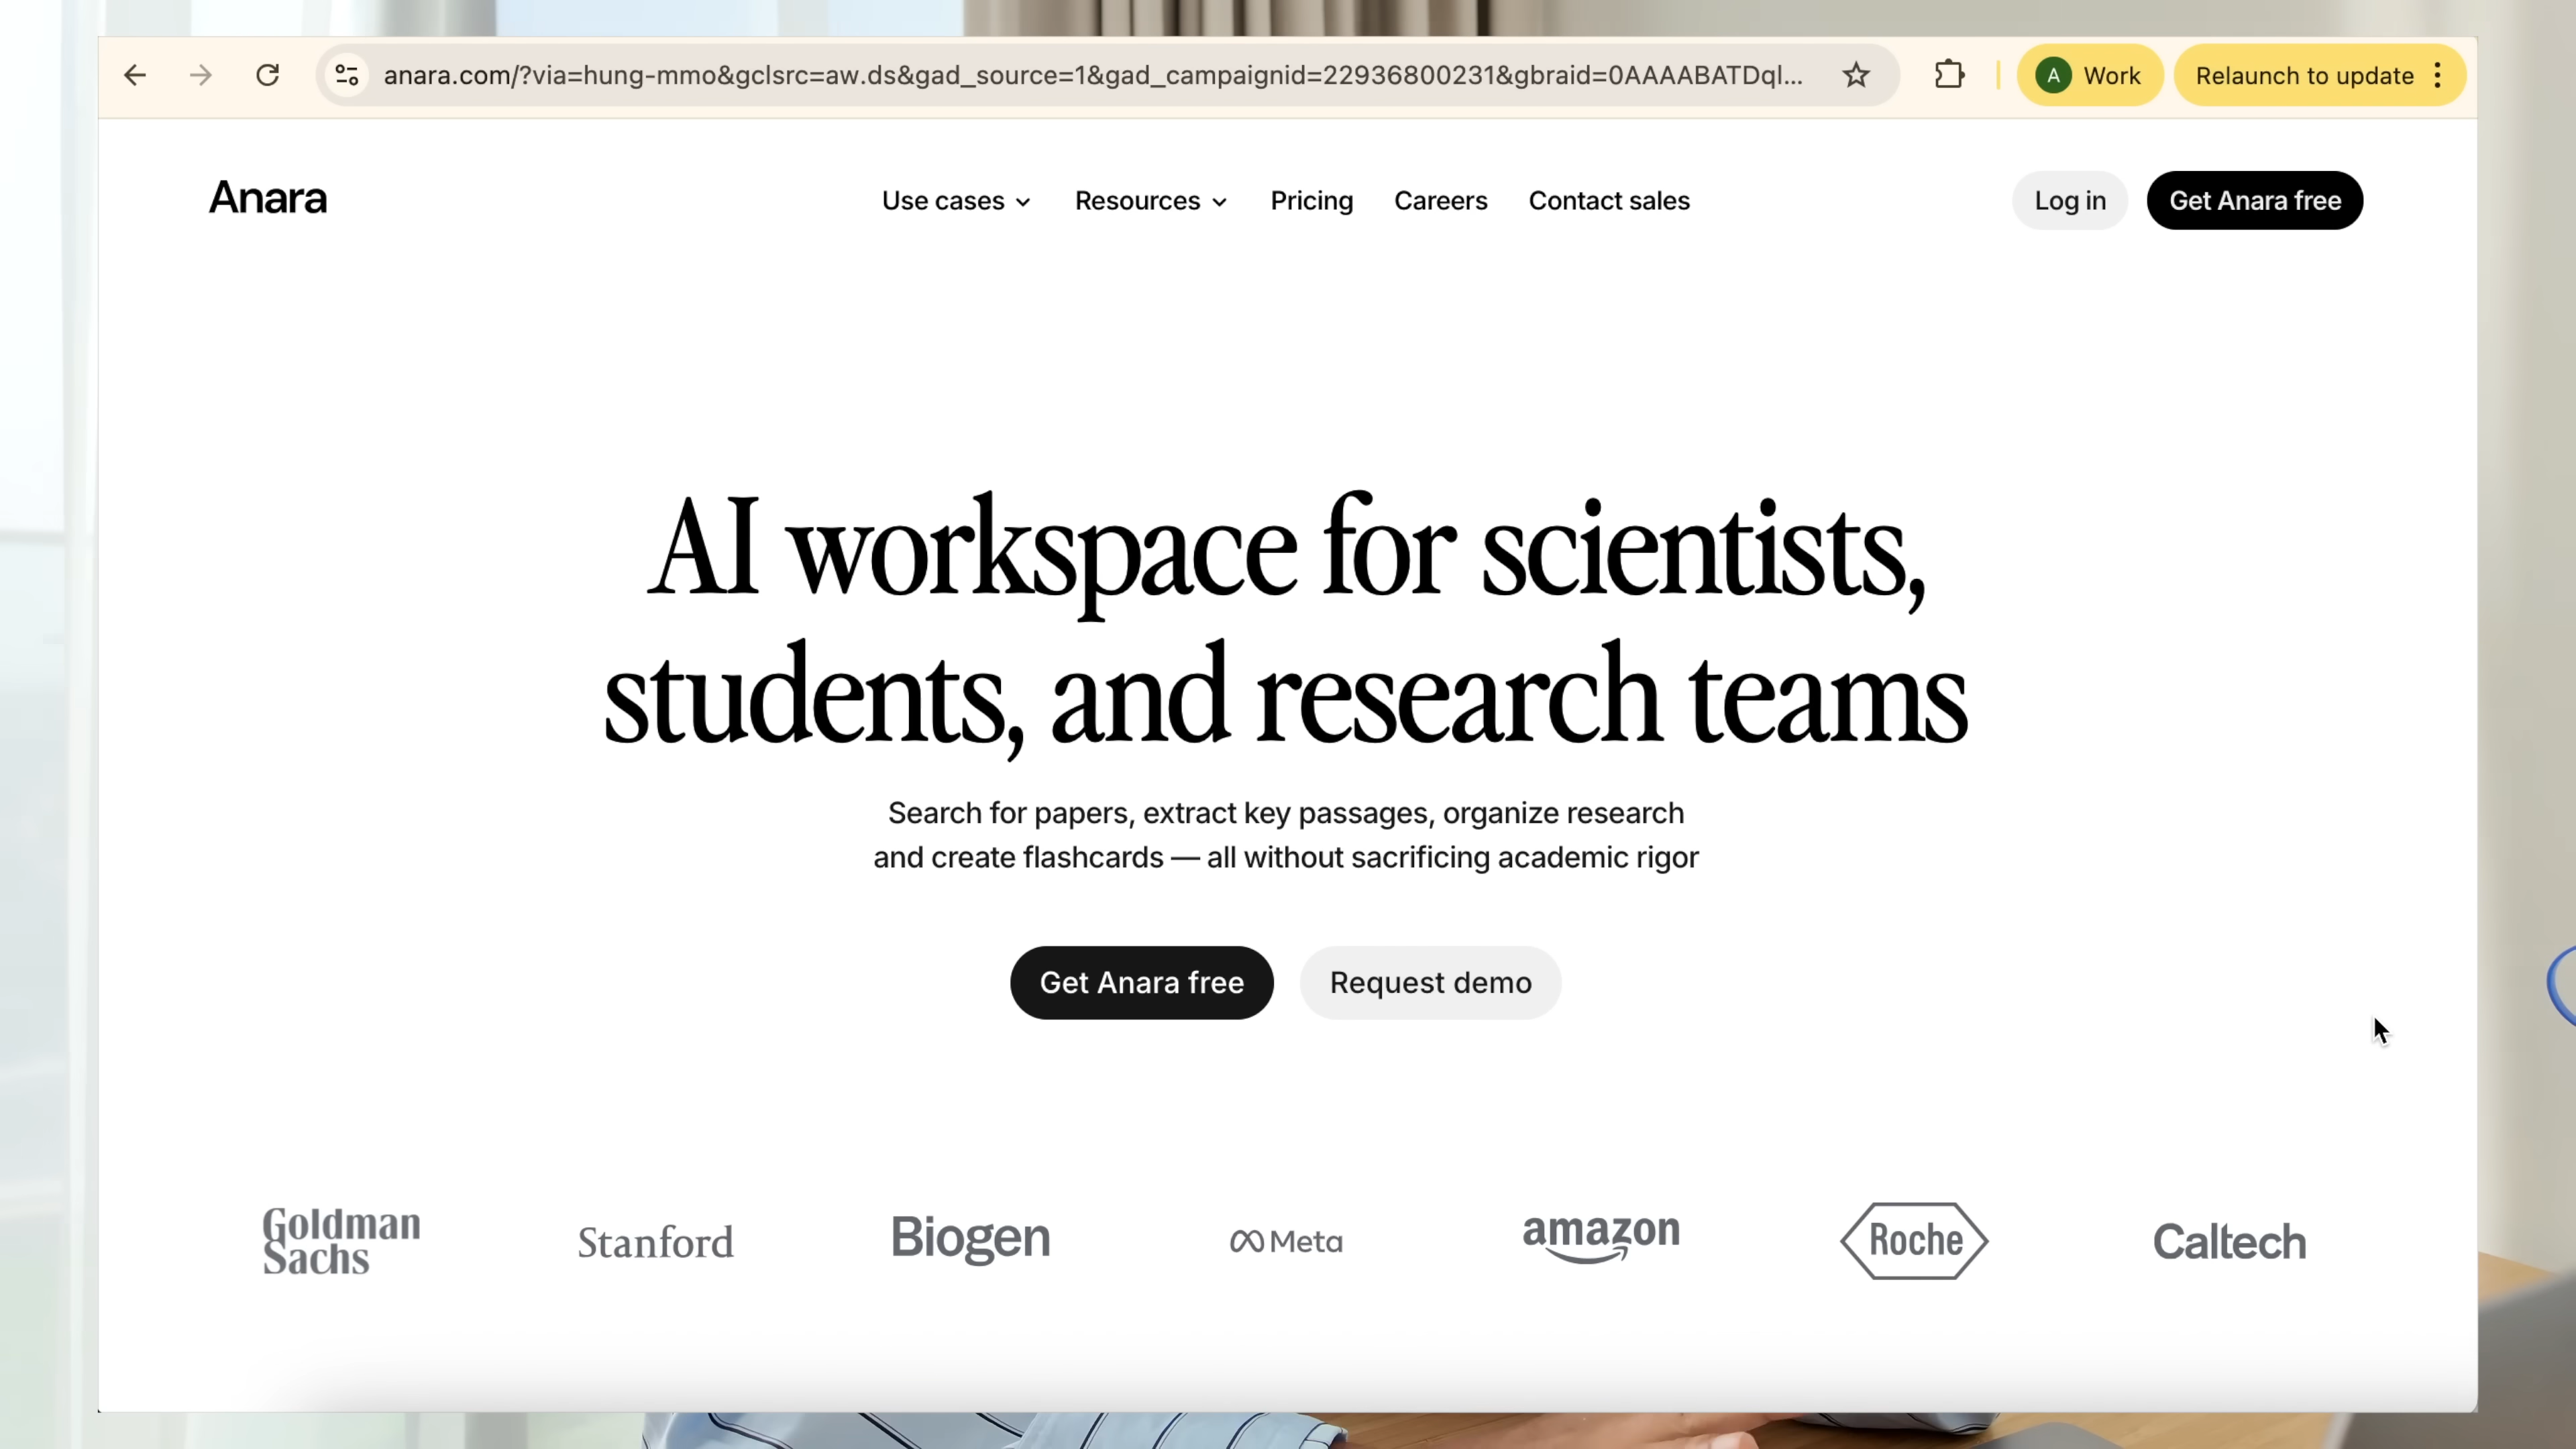 anara.com/?via=hung-mmo&gclsrc=aw.ds&gad_source=1&gad_campaignid=22936800231&gbraid=0AAAABATDqI...
A Work
Relaunch to update
Anara
Use cases Resources Pricing Careers Contact sales
Log in
Get Anara free
AI workspace for scientists,
students, and research teams
Search for papers, extract key passages, organize research
and create flashcards — all without sacrificing academic rigor
Get Anara free
Request demo
Goldman
Sachs
Stanford
Biogen
Meta
amazon
Roche
Caltech